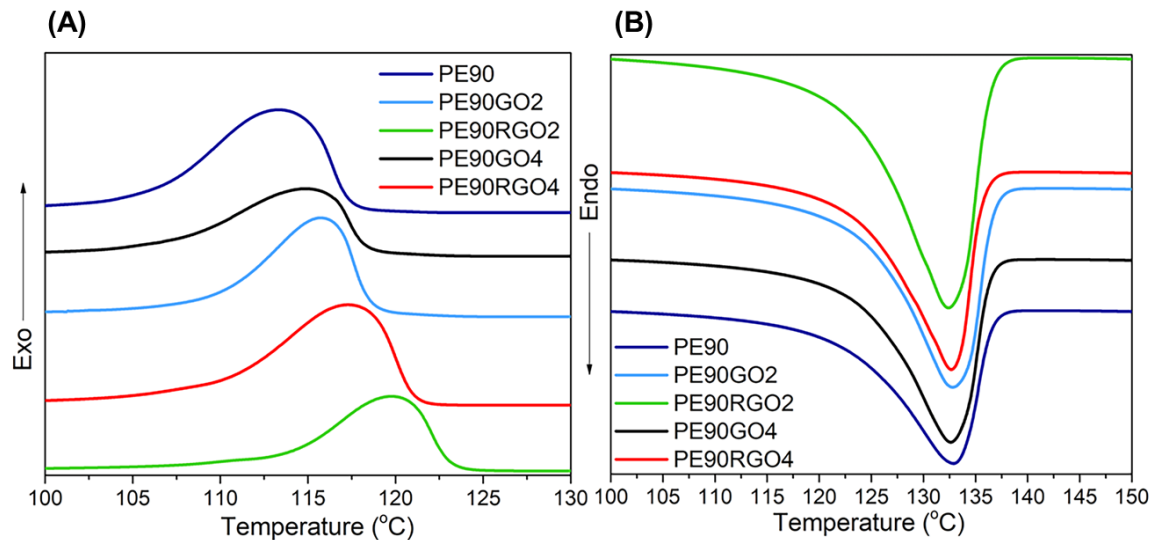 (A)
PE90
PE90GO2
PE90RGO2
PE90GO4
PE90RGO4
Exo
100 105 110 115 120 125 130
Temperature (°C)
(B)
Endo
PE90
PE90GO2
PE90RGO2
PE90GO4
PE90RGO4
100 105 110 115 120 125 130 135 140 145 150
Temperature (°C)